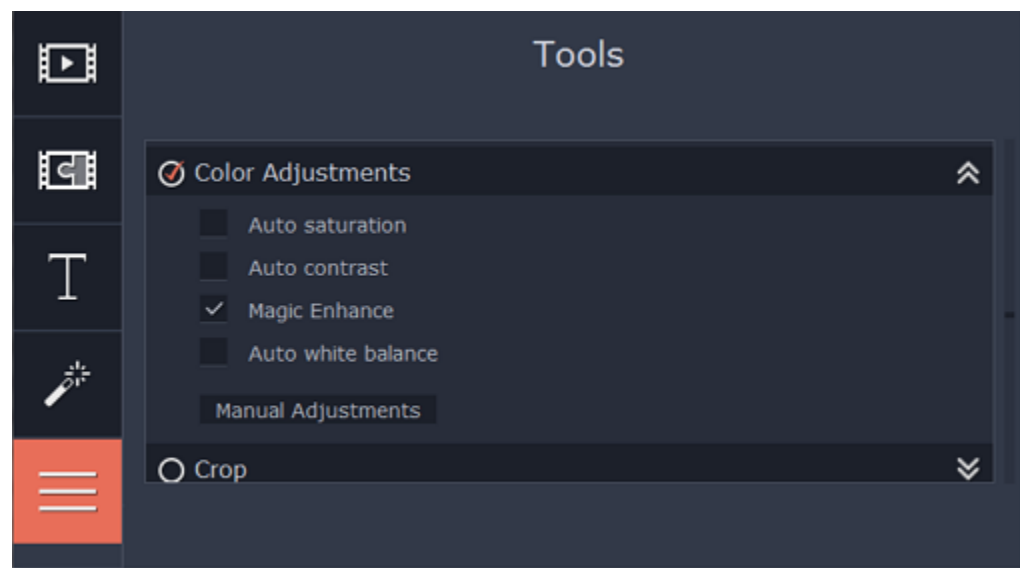 Tools
Color Adjustments
Auto saturation
Auto contrast
Magic Enhance
Auto white balance
Manual Adjustments
Crop
T